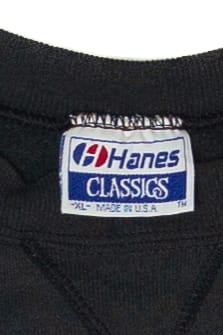 Hanes
CLASSICS
-XL- MADE IN U.S.A TM